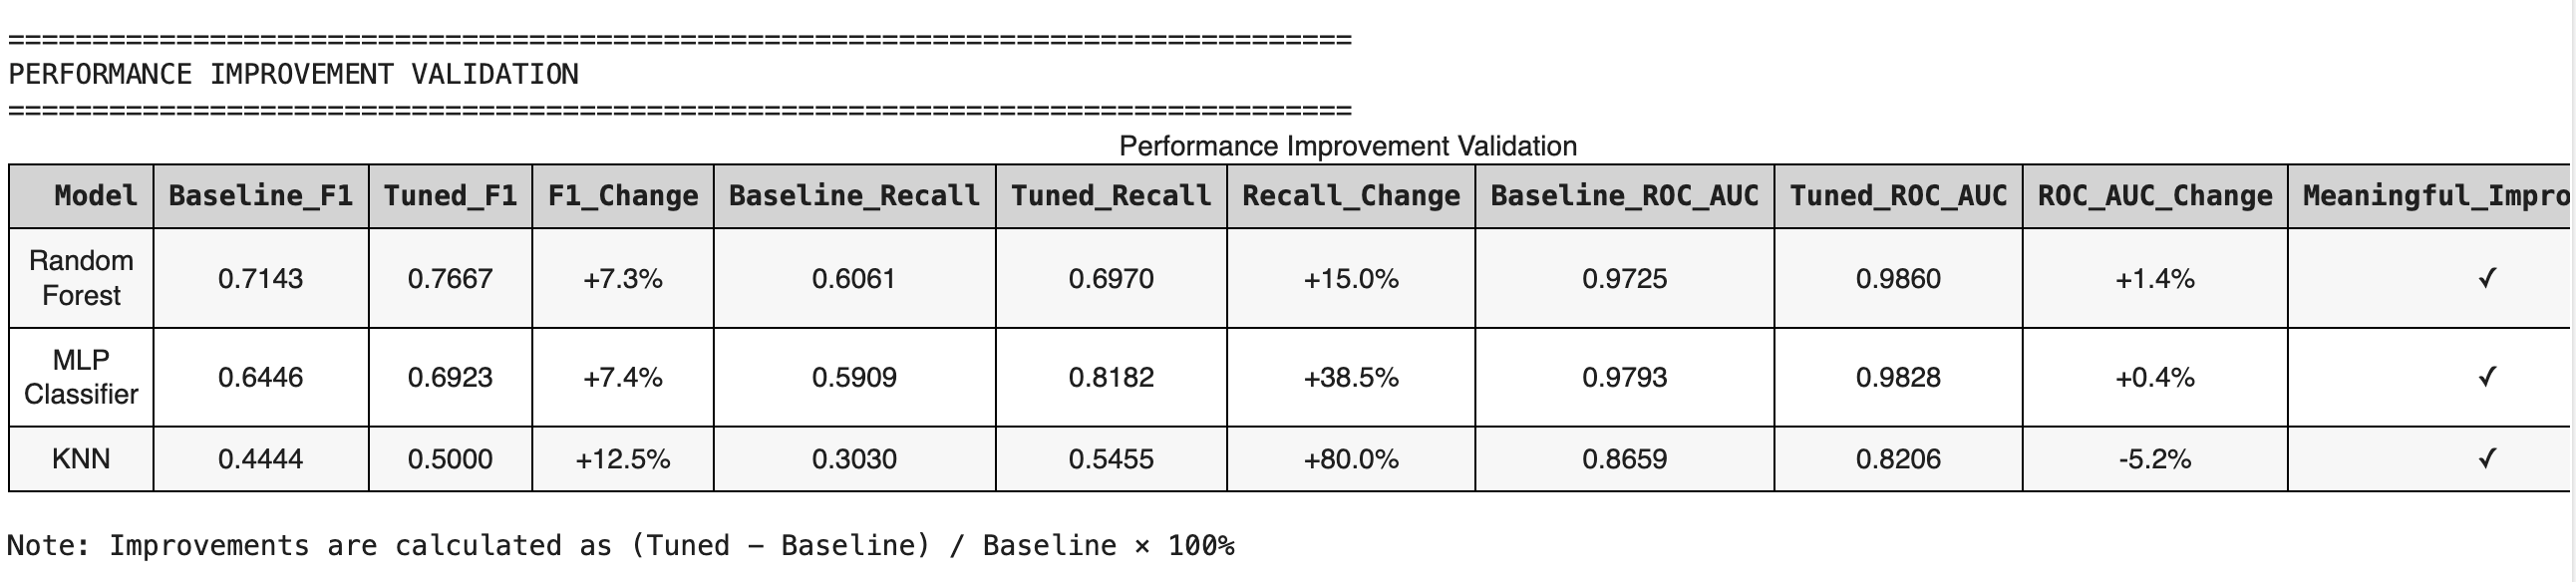 ================================================================================
PERFORMANCE IMPROVEMENT VALIDATION
================================================================================
Performance Improvement Validation
Model Baseline_F1 Tuned_F1 F1_Change Baseline_Recall Tuned_Recall Recall_Change Baseline_ROC_AUC Tuned_ROC_AUC ROC_AUC_Change Meaningful_Impro
Random Forest 0.7143 0.7667 +7.3% 0.6061 0.6970 +15.0% 0.9725 0.9860 +1.4% ✓
MLP Classifier 0.6446 0.6923 +7.4% 0.5909 0.8182 +38.5% 0.9793 0.9828 +0.4% ✓
KNN 0.4444 0.5000 +12.5% 0.3030 0.5455 +80.0% 0.8659 0.8206 -5.2% ✓
Note: Improvements are calculated as (Tuned − Baseline) / Baseline × 100%